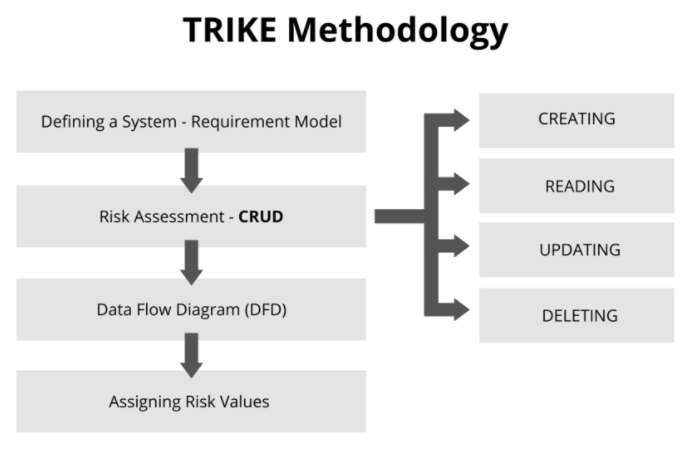 TRIKE Methodology
Defining a System - Requirement Model
Risk Assessment - CRUD
Data Flow Diagram (DFD)
Assigning Risk Values
CREATING
READING
UPDATING
DELETING